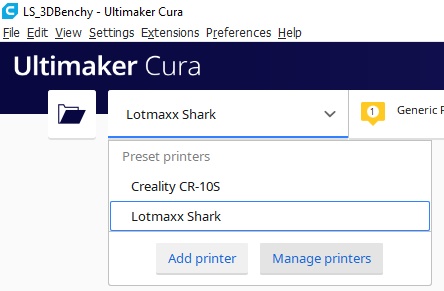 LS_3DBenchy - Ultimaker Cura
File Edit View Settings Extensions Preferences Help
Ultimaker Cura
Lotmaxx Shark
1
Generic
Preset printers
Creality CR-10S
Lotmaxx Shark
Add printer
Manage printers